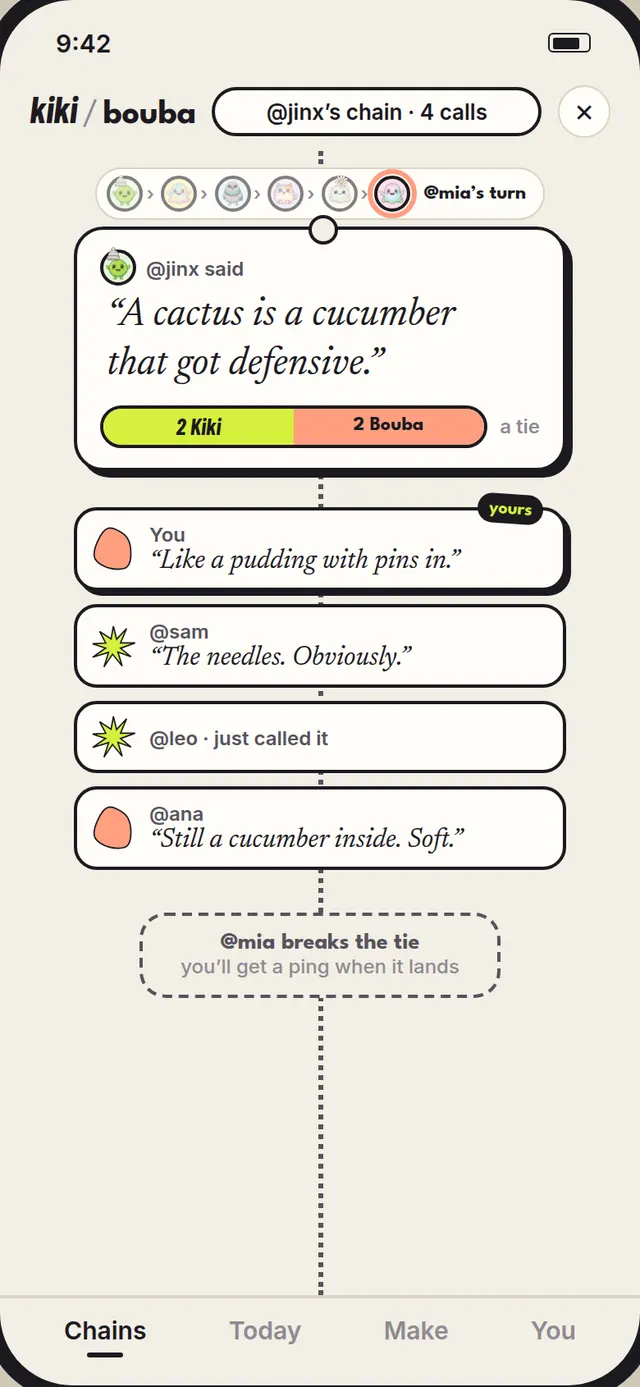 9:42
kiki / bouba
@jinx’s chain · 4 calls
✕
› › › › ›
@mia’s turn
@jinx said
“A cactus is a cucumber
that got defensive.”
2 Kiki
2 Bouba
a tie
yours
You
“Like a pudding with pins in.”
@sam
“The needles. Obviously.”
@leo · just called it
@ana
“Still a cucumber inside. Soft.”
@mia breaks the tie
you’ll get a ping when it lands
Chains
Today
Make
You